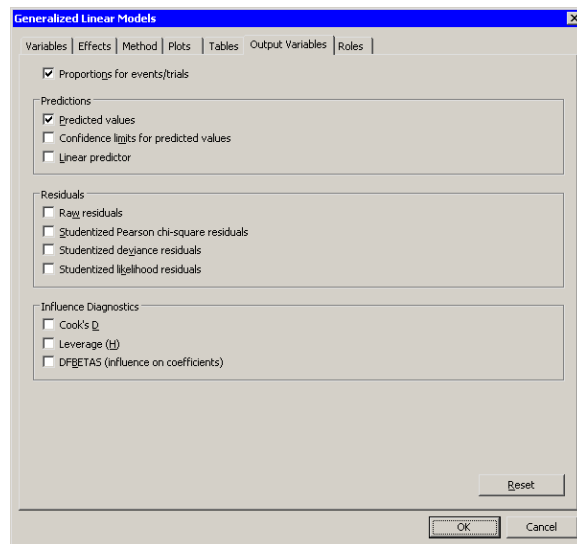 Generalized Linear Models
Variables Effects Method Plots Tables Output Variables Roles
Proportions for events/trials
Predictions
Predicted values
Confidence limits for predicted values
Linear predictor
Residuals
Raw residuals
Studentized Pearson chi-square residuals
Studentized deviance residuals
Studentized likelihood residuals
Influence Diagnostics
Cook's D
Leverage (H)
DFBETAS (influence on coefficients)
Reset
OK Cancel